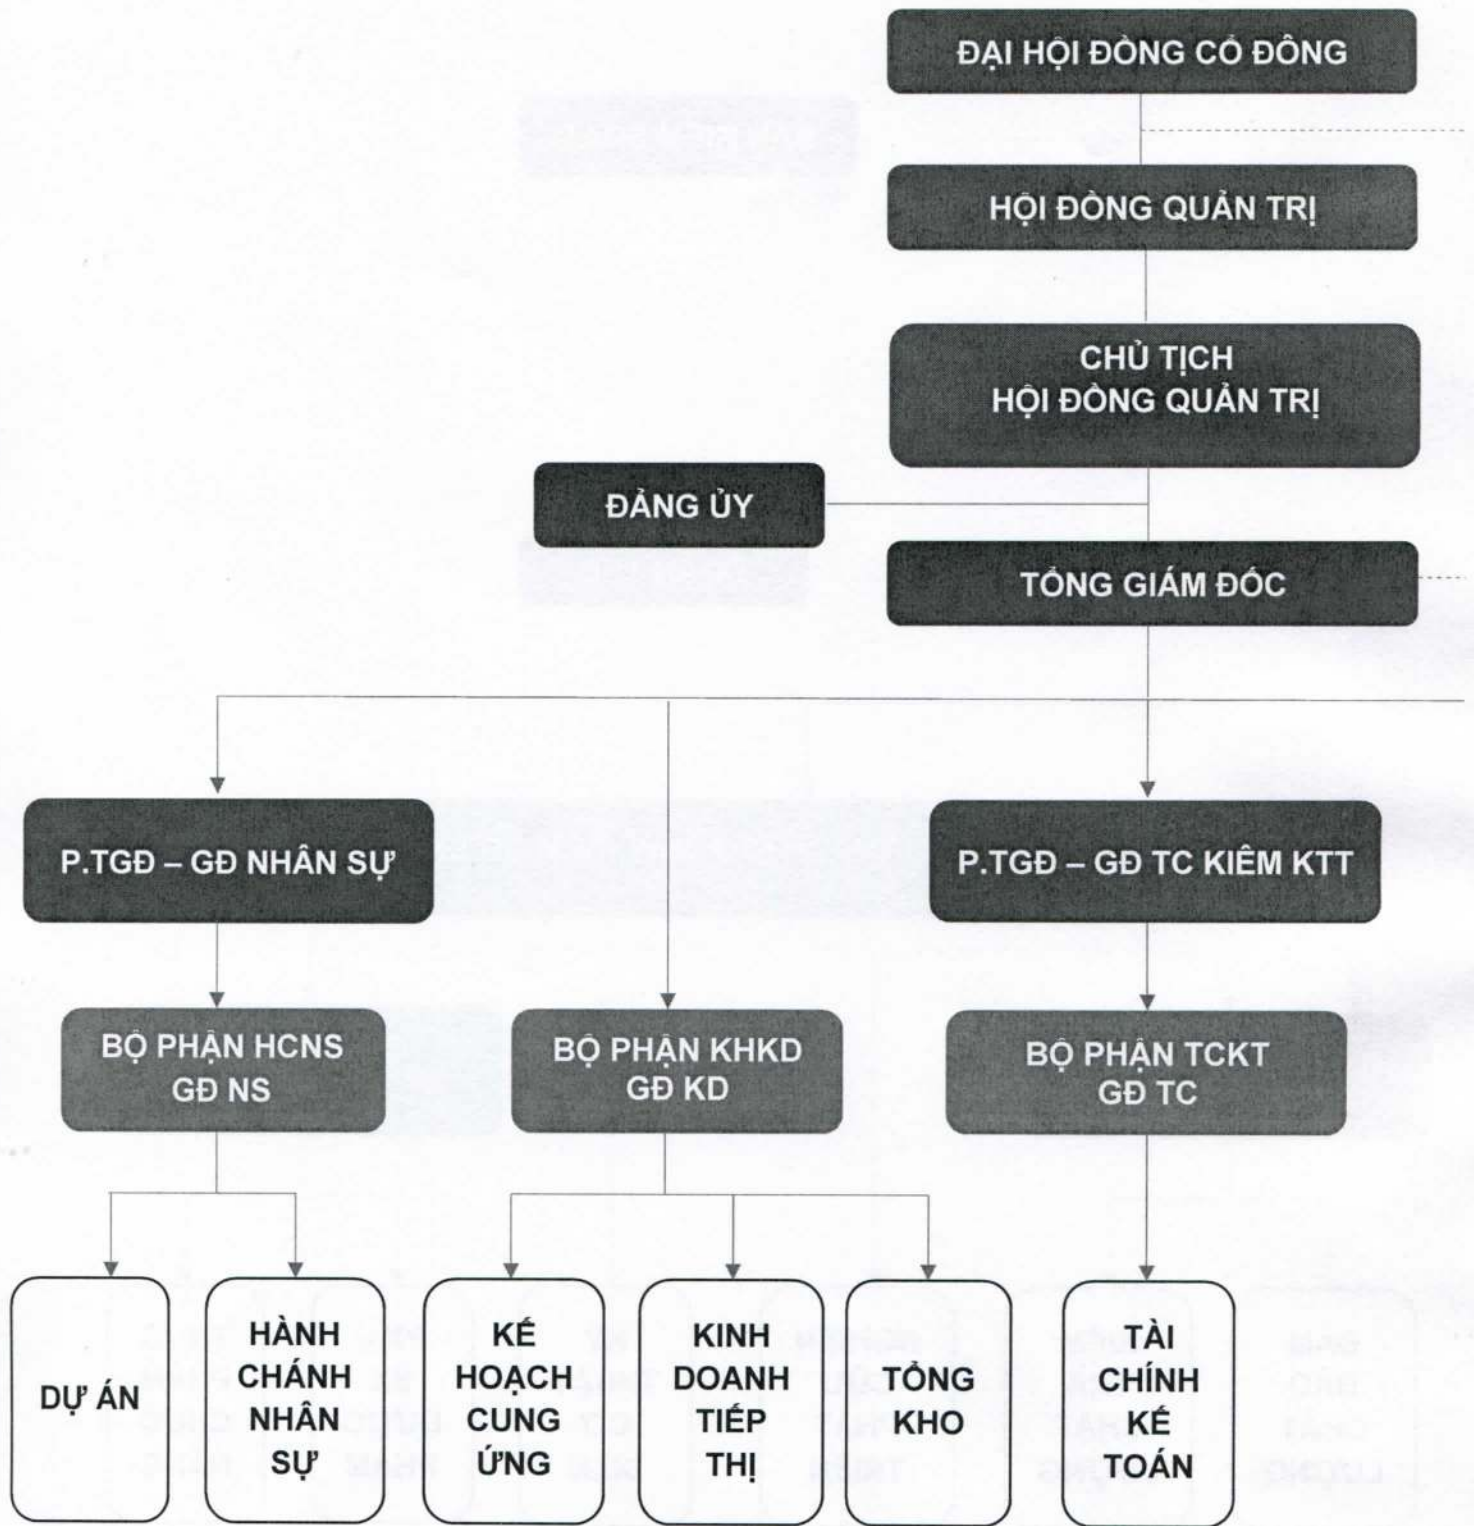 ĐẠI HỘI ĐỒNG CỔ ĐÔNG
HỘI ĐỒNG QUẢN TRỊ
CHỦ TỊCH
HỘI ĐỒNG QUẢN TRỊ
ĐẢNG ỦY
TỔNG GIÁM ĐỐC
P.TGĐ – GĐ NHÂN SỰ
P.TGĐ – GĐ TC KIÊM KTT
BỘ PHẬN HCNS
GĐ NS
BỘ PHẬN KHKD
GĐ KD
BỘ PHẬN TCKT
GĐ TC
DỰ ÁN
HÀNH
CHÁNH
NHÂN
SỰ
KẾ
HOẠCH
CUNG
ỨNG
KINH
DOANH
TIẾP
THỊ
TỔNG
KHO
TÀI
CHÍNH
KẾ
TOÁN